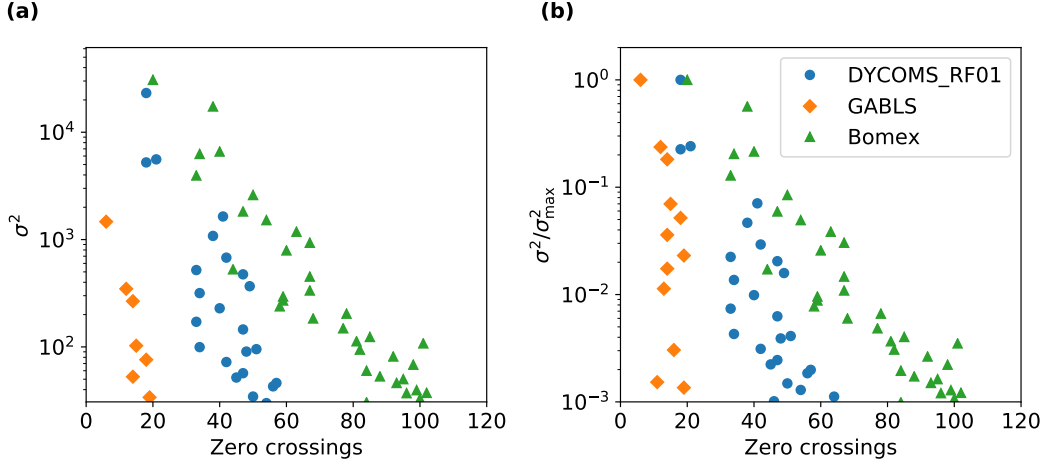 (a)
(b)
10^4
10^3
10^2
σ^2
0 20 40 60 80 100 120
Zero crossings
10^0
10^-1
10^-2
10^-3
σ^2/σ^2_max
DYCOMS_RF01
GABLS
Bomex
0 20 40 60 80 100 120
Zero crossings